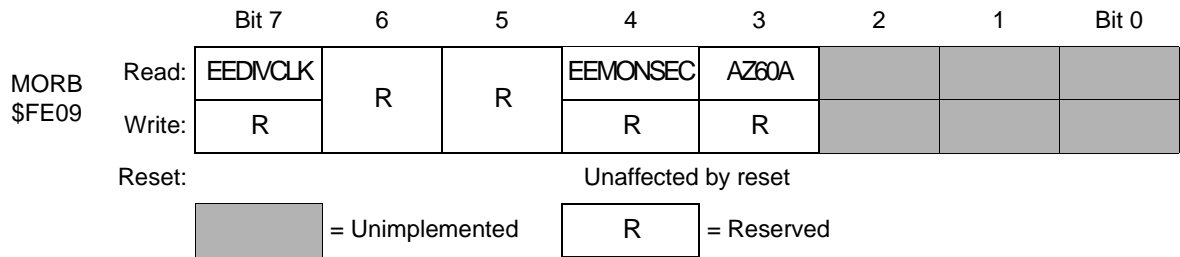 Bit 7 6 5 4 3 2 1 Bit 0
MORB
$FE09
Read: EEDIVCLK R R EEMONSEC AZ60A
Write: R R R
Reset: Unaffected by reset
= Unimplemented R = Reserved